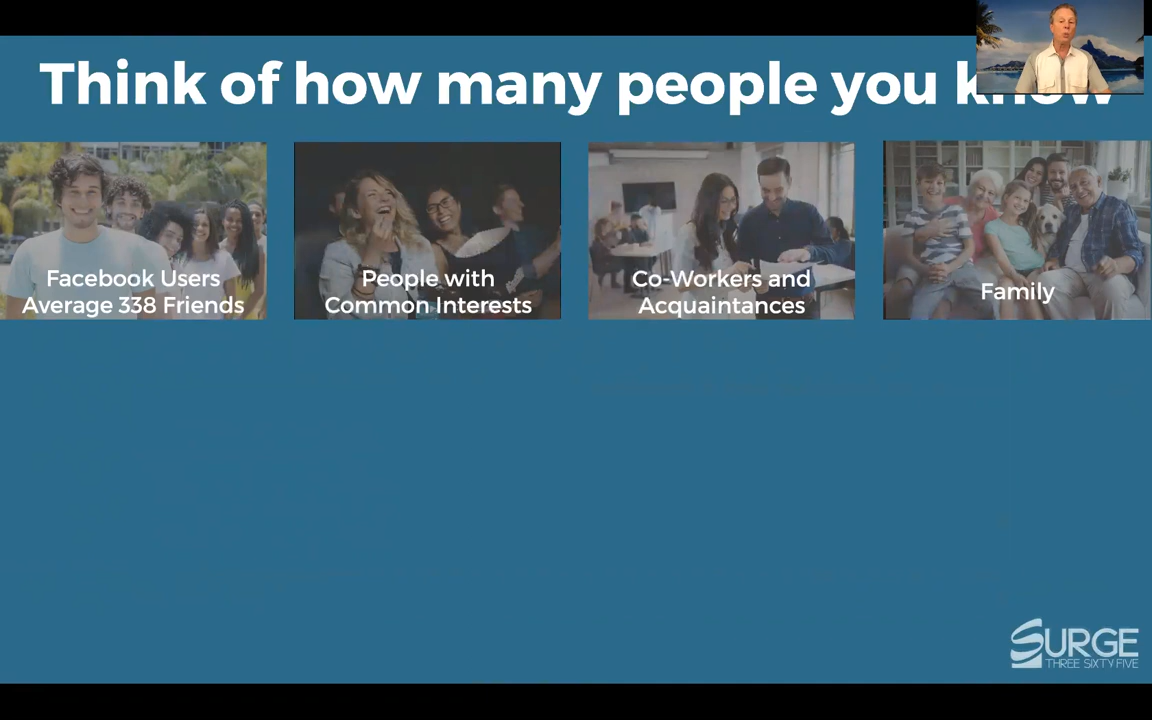 Think of how many people you know
Facebook Users
Average 338 Friends
People with
Common Interests
Co-Workers and
Acquaintances
Family
SURGE
THREE SIXTY FIVE